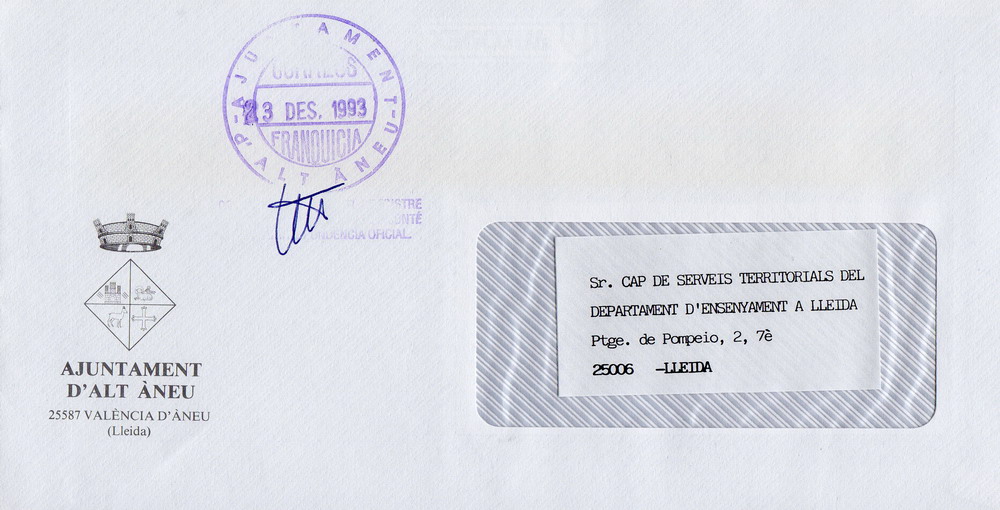 AJUNTAMENT-U-P-
D'ALT ÀNEU
CORREOS
23 DES. 1993
FRANQUICIA
AJUNTAMENT
D'ALT ÀNEU
25587 VALÈNCIA D'ÀNEU
(Lleida)
Sr. CAP DE SERVEIS TERRITORIALS DEL
DEPARTAMENT D'ENSENYAMENT A LLEIDA
Ptge. de Pompeio, 2, 7è
25006 -LLEIDA